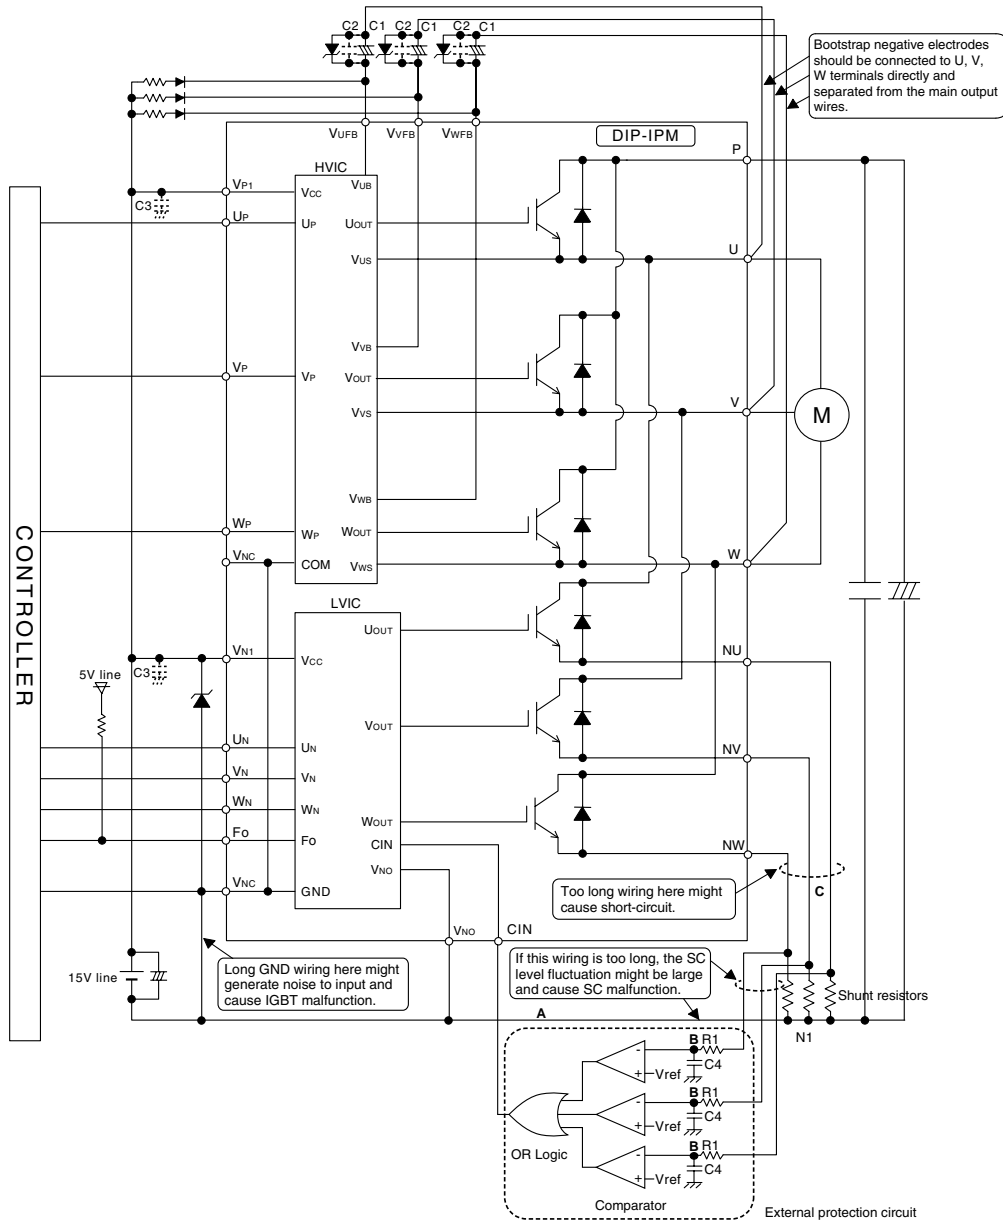 C2 C1 C2 C1 C2 C1
Bootstrap negative electrodes
should be connected to U, V,
W terminals directly and
separated from the main output
wires.
VUFB VVFB VWFB
DIP-IPM
P
HVIC
VP1
C3
VCC
VUB
UP
UP
UOUT
VUS
U
VVB
VP
VP
VOUT
VVS
V
M
VWB
WP
WP
WOUT
VNC
COM
VWS
W
CONTROLLER
LVIC
UOUT
VN1
C3
VCC
NU
5V line
UN
UN
VOUT
NV
VN
VN
WN
WN
WOUT
FO
Fo
CIN
NW
VNC
GND
VNO
Too long wiring here might
cause short-circuit.
C
VNO
CIN
15V line
Long GND wiring here might
generate noise to input and
cause IGBT malfunction.
If this wiring is too long, the SC
level fluctuation might be large
and cause SC malfunction.
Shunt resistors
A
N1
B R1
-
C4
+
Vref
B R1
-
C4
+
Vref
B R1
-
C4
+
Vref
OR Logic
Comparator
External protection circuit